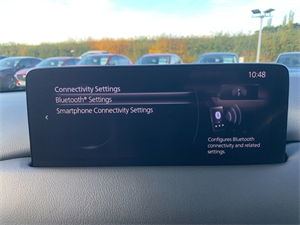 10:48
Connectivity Settings
Bluetooth® Settings
Smartphone Connectivity Settings
Configures Bluetooth
connectivity and related
settings.